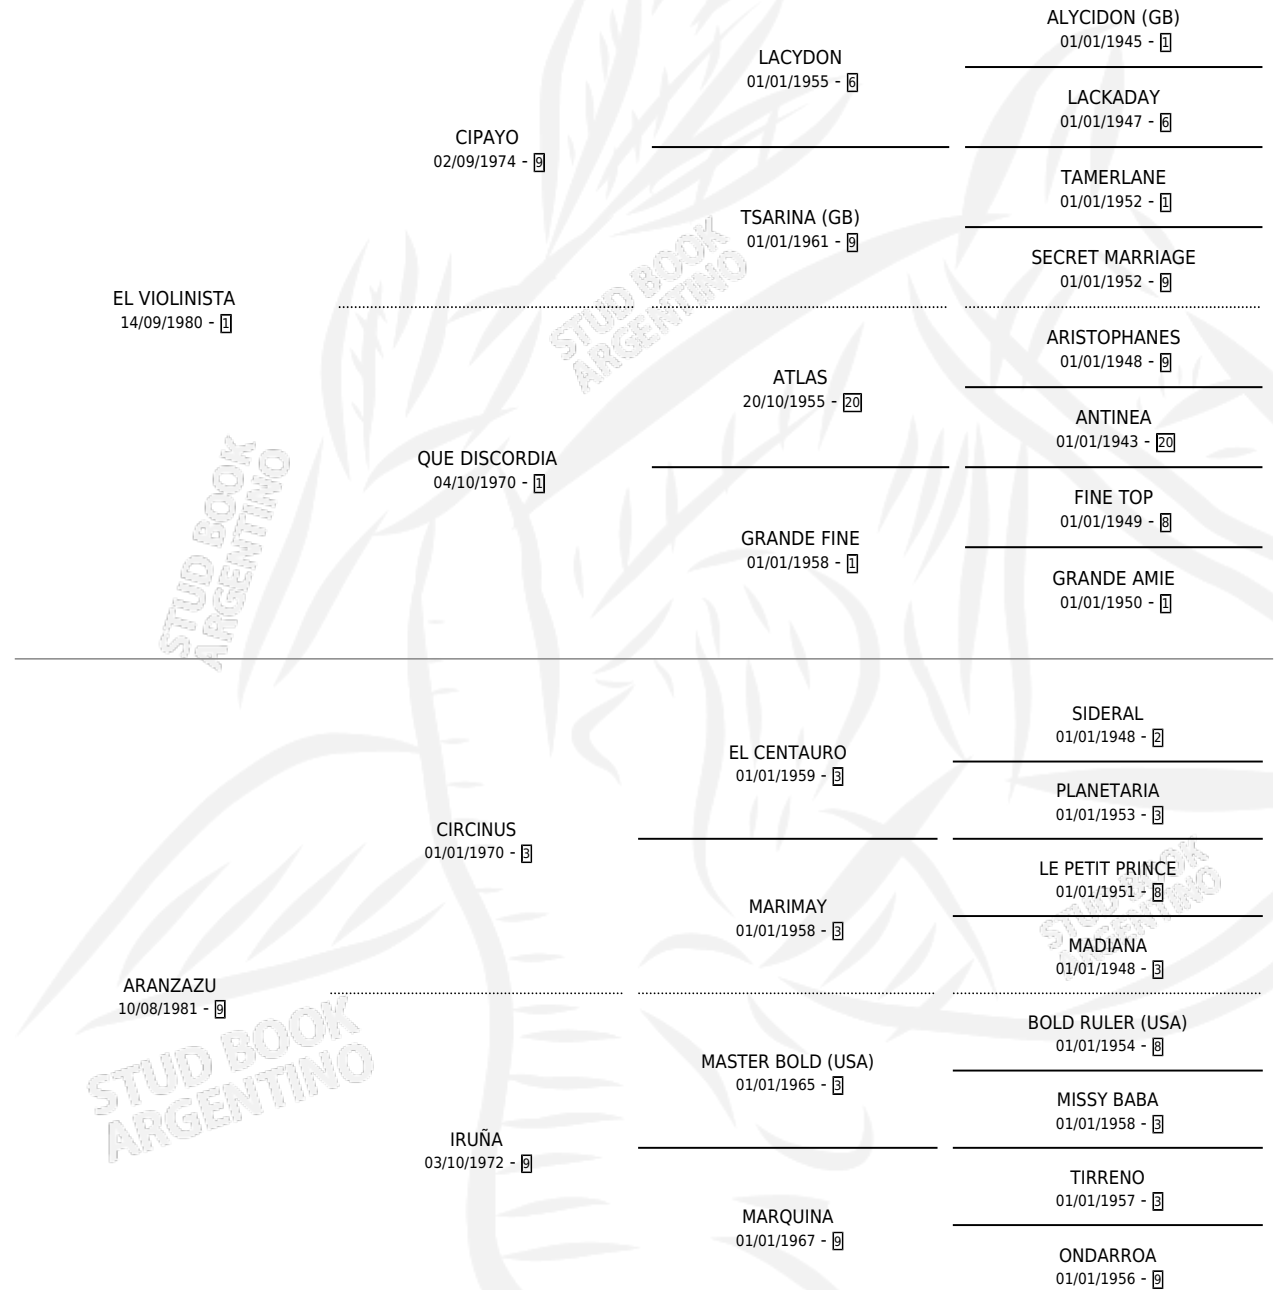 ALYCIDON (GB)
01/01/1945 - 1
LACYDON
01/01/1955 - 6
LACKADAY
01/01/1947 - 6
CIPAYO
02/09/1974 - 9
TAMERLANE
01/01/1952 - 1
TSARINA (GB)
01/01/1961 - 9
SECRET MARRIAGE
01/01/1952 - 9
EL VIOLINISTA
14/09/1980 - 1
ARISTOPHANES
01/01/1948 - 9
ATLAS
20/10/1955 - 20
ANTINEA
01/01/1943 - 20
QUE DISCORDIA
04/10/1970 - 1
FINE TOP
01/01/1949 - 8
GRANDE FINE
01/01/1958 - 1
GRANDE AMIE
01/01/1950 - 1
SIDERAL
01/01/1948 - 2
EL CENTAURO
01/01/1959 - 3
PLANETARIA
01/01/1953 - 3
CIRCINUS
01/01/1970 - 3
LE PETIT PRINCE
01/01/1951 - 8
MARIMAY
01/01/1958 - 3
MADIANA
01/01/1948 - 3
ARANZAZU
10/08/1981 - 9
BOLD RULER (USA)
01/01/1954 - 8
MASTER BOLD (USA)
01/01/1965 - 3
MISSY BABA
01/01/1958 - 3
IRUÑA
03/10/1972 - 9
TIRRENO
01/01/1957 - 3
MARQUINA
01/01/1967 - 9
ONDARROA
01/01/1956 - 9
STUD BOOK
ARGENTINO
STUD BOOK
ARGENTINO
STUD BOOK
ARGENTINO
STUD BOOK
ARGENTINO